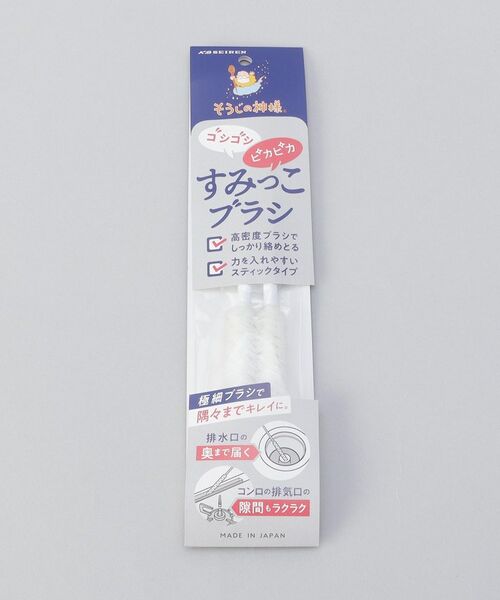 KBSEIREN
そうじの神様®
ゴシゴシ
ピカピカ
すみっこ
ブラシ
高密度ブラシで
しっかり絡めとる
力を入れやすい
スティックタイプ
極細ブラシで
隅々までキレイに。
排水口の
奥まで届く
コンロの排気口の
隙間もラクラク
MADE IN JAPAN